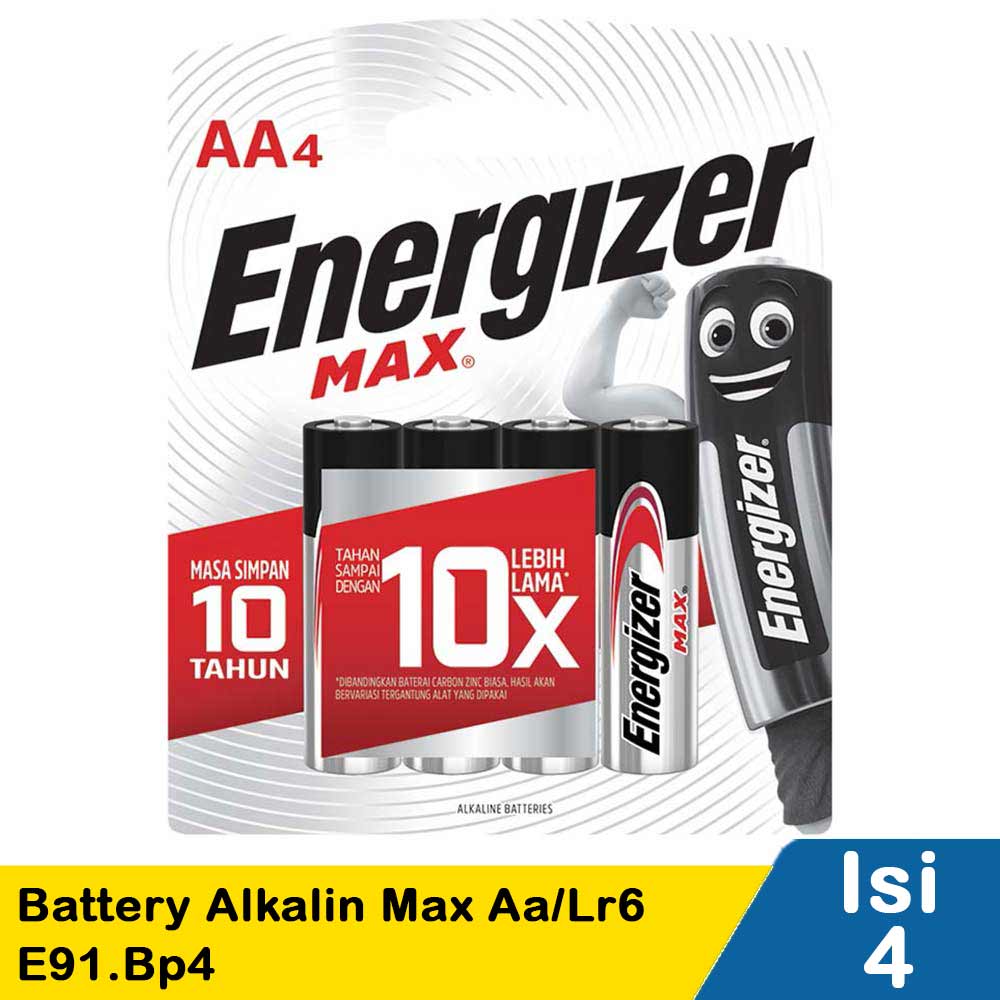 AA4
Energizer
MAX®
Energizer®
MASA SIMPAN
10
TAHUN
TAHAN
SAMPAI
DENGAN
10X
LEBIH
LAMA*
*DIBANDINGKAN BATERAI CARBON ZINC BIASA, HASIL AKAN
BERVARIASI TERGANTUNG ALAT YANG DIPAKAI
Energizer
MAX®
ALKALINE BATTERIES
Battery Alkalin Max Aa/Lr6
E91.Bp4
Isi
4